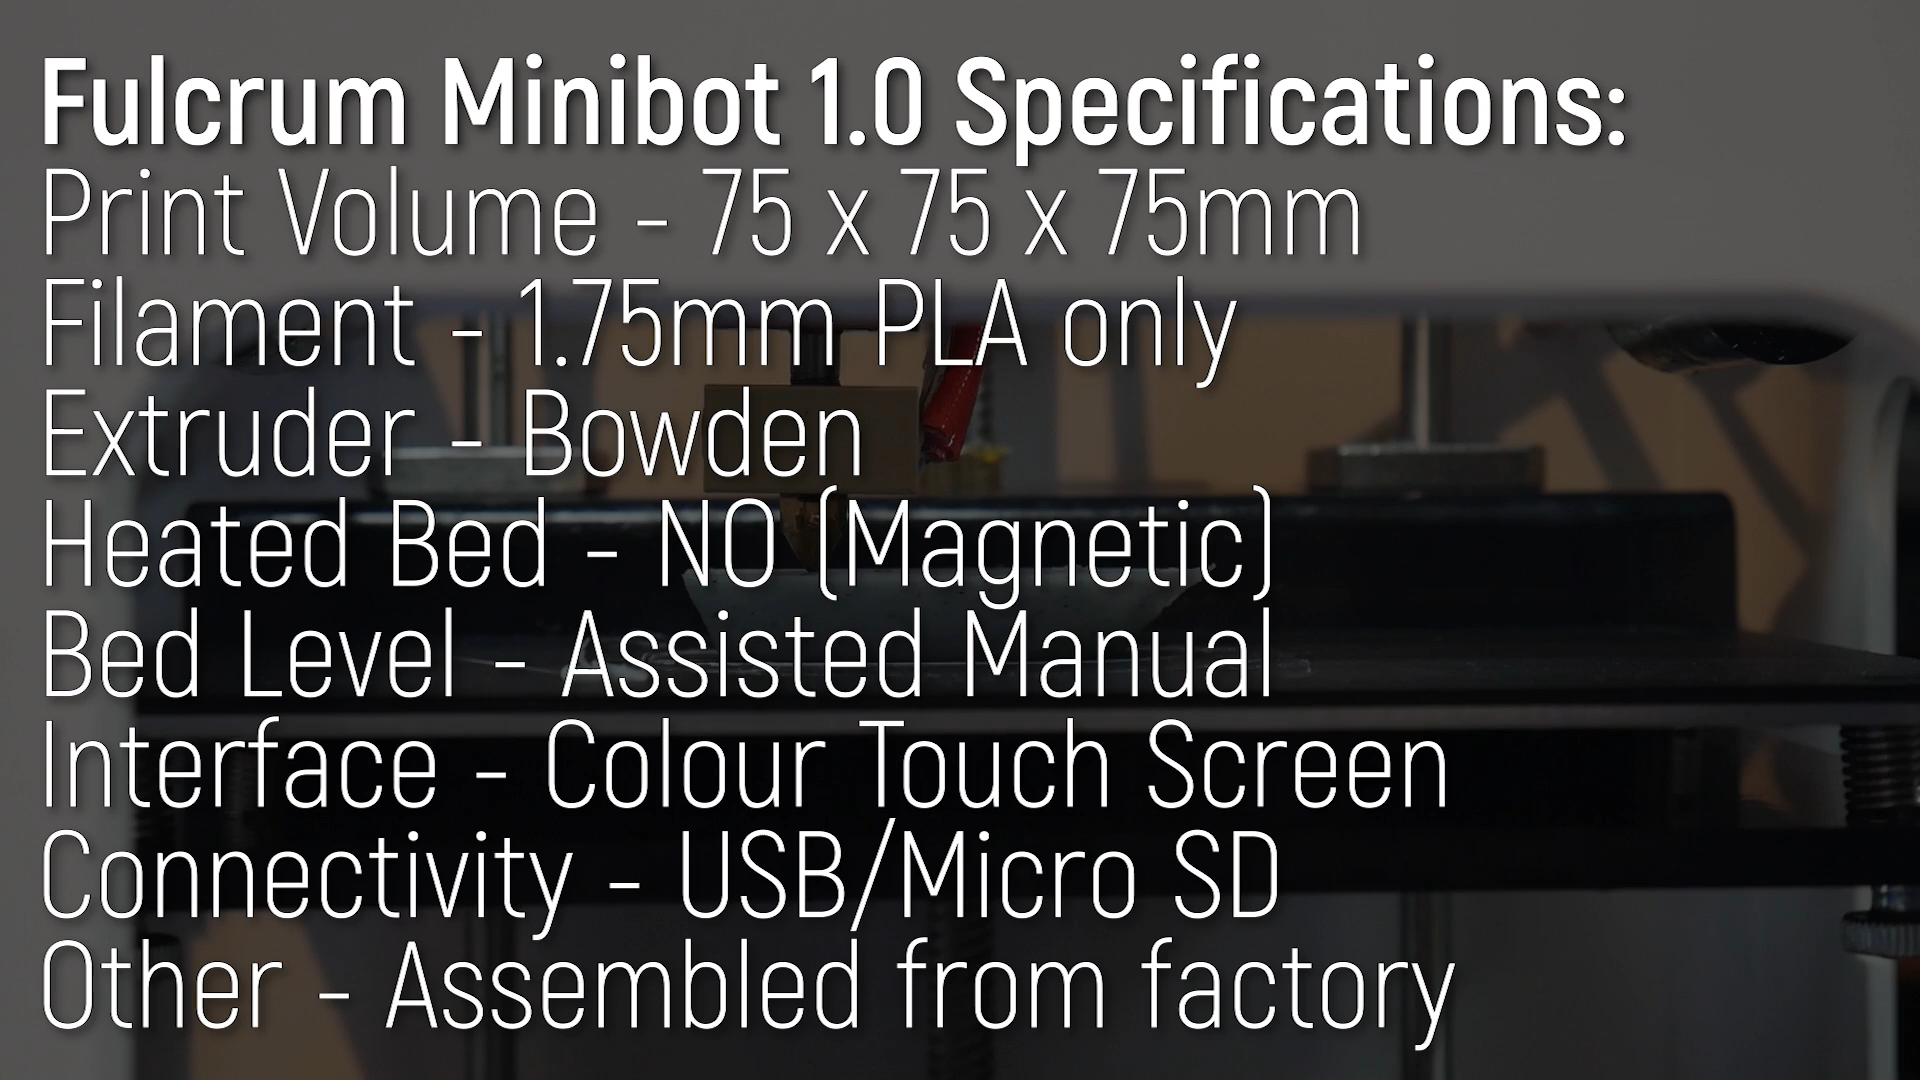 Fulcrum Minibot 1.0 Specifications:
Print Volume - 75 x 75 x 75mm
Filament - 1.75mm PLA only
Extruder - Bowden
Heated Bed - NO (Magnetic)
Bed Level - Assisted Manual
Interface - Colour Touch Screen
Connectivity - USB/Micro SD
Other - Assembled from factory